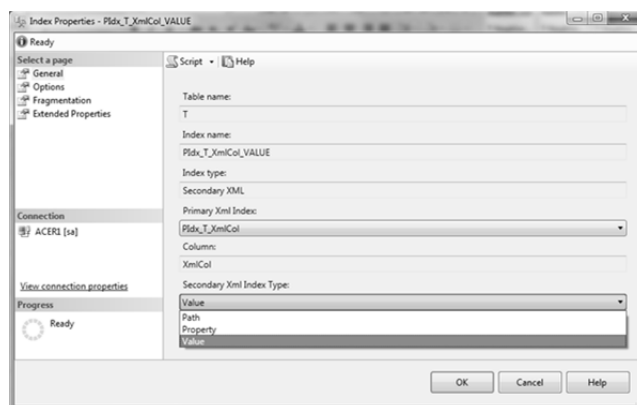 Index Properties - PIdx_T_XmlCol_VALUE
Ready
Select a page
General
Options
Fragmentation
Extended Properties
Script
Help
Table name:
T
Index name:
PIdx_T_XmlCol_VALUE
Index type:
Secondary XML
Primary Xml Index:
PIdx_T_XmlCol
Column:
XmlCol
Secondary Xml Index Type:
Value
Path
Property
Value
Connection
ACER1 [sa]
View connection properties
Progress
Ready
OK
Cancel
Help